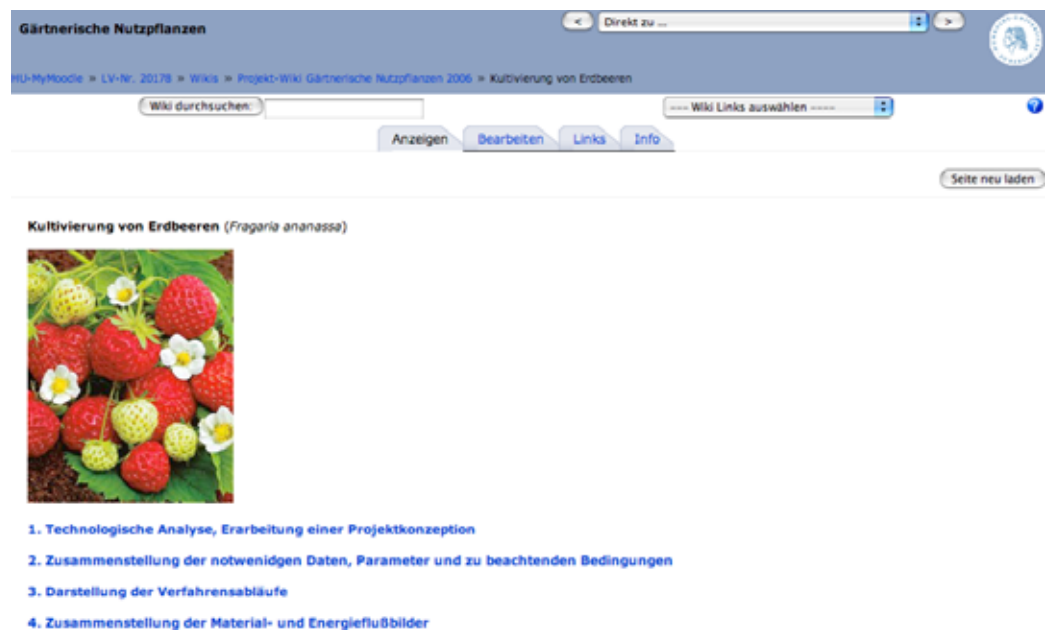 Gärtnerische Nutzpflanzen
< Direkt zu ... >
HU-MyMoodle » LV-Nr. 20178 » Wikis » Projekt-Wiki Gärtnerische Nutzpflanzen 2006 » Kultivierung von Erdbeeren
Wiki durchsuchen: ---- Wiki Links auswählen ----- ?
Anzeigen Bearbeiten Links Info
Seite neu laden
Kultivierung von Erdbeeren (Fragaria ananassa)
1. Technologische Analyse, Erarbeitung einer Projektkonzeption
2. Zusammenstellung der notwenidgen Daten, Parameter und zu beachtenden Bedingungen
3. Darstellung der Verfahrensabläufe
4. Zusammenstellung der Material- und Energieflußbilder